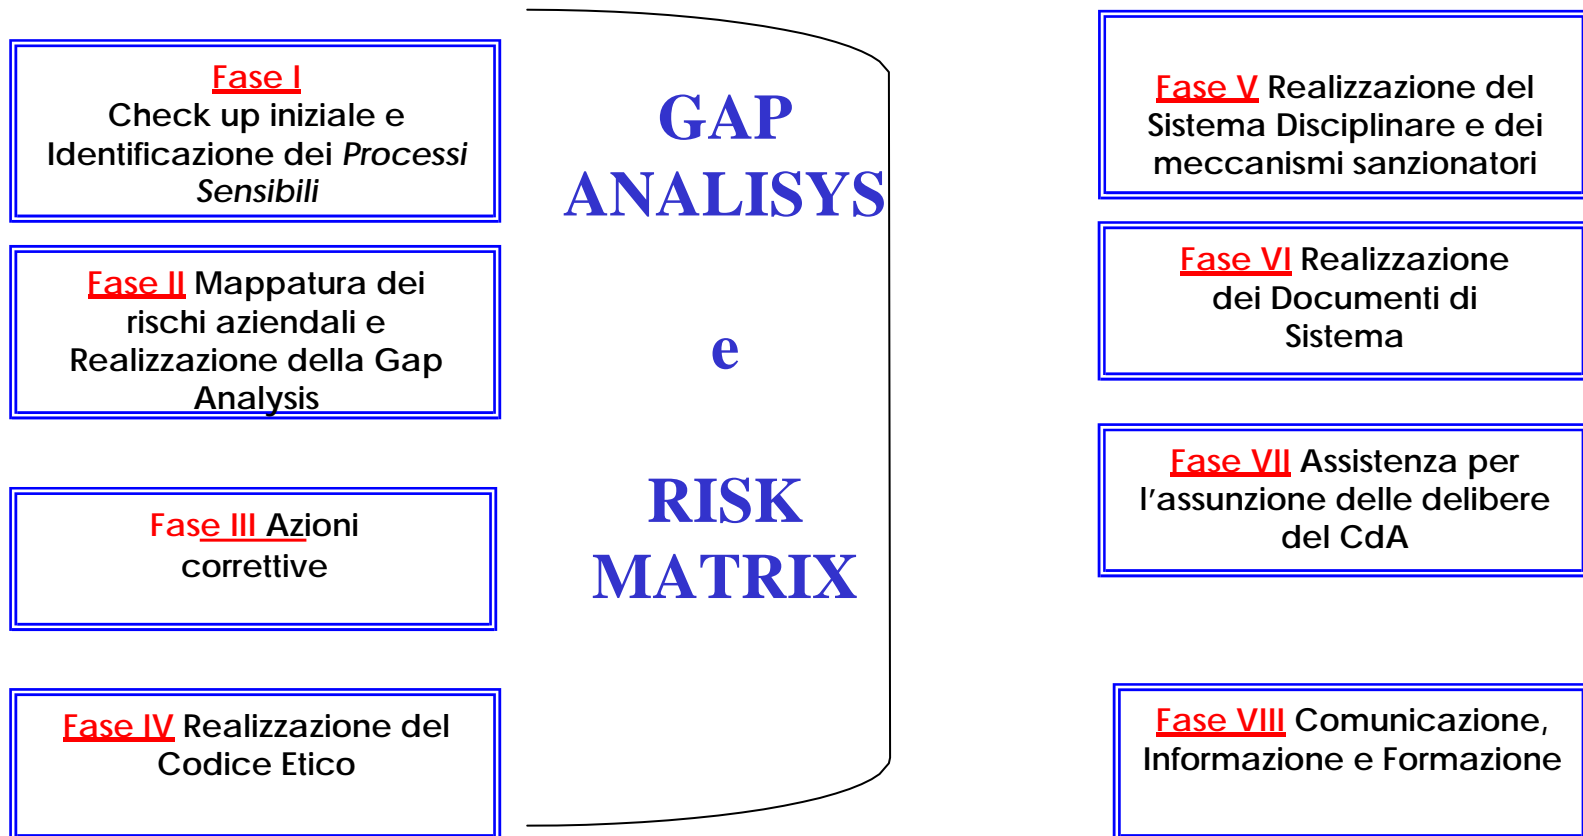 Fase I
Check up iniziale e
Identificazione dei Processi
Sensibili
Fase II Mappatura dei
rischi aziendali e
Realizzazione della Gap
Analysis
Fase III Azioni
correttive
Fase IV Realizzazione del
Codice Etico
GAP
ANALISYS
e
RISK
MATRIX
Fase V Realizzazione del
Sistema Disciplinare e dei
meccanismi sanzionatori
Fase VI Realizzazione
dei Documenti di
Sistema
Fase VII Assistenza per
l'assunzione delle delibere
del CdA
Fase VIII Comunicazione,
Informazione e Formazione